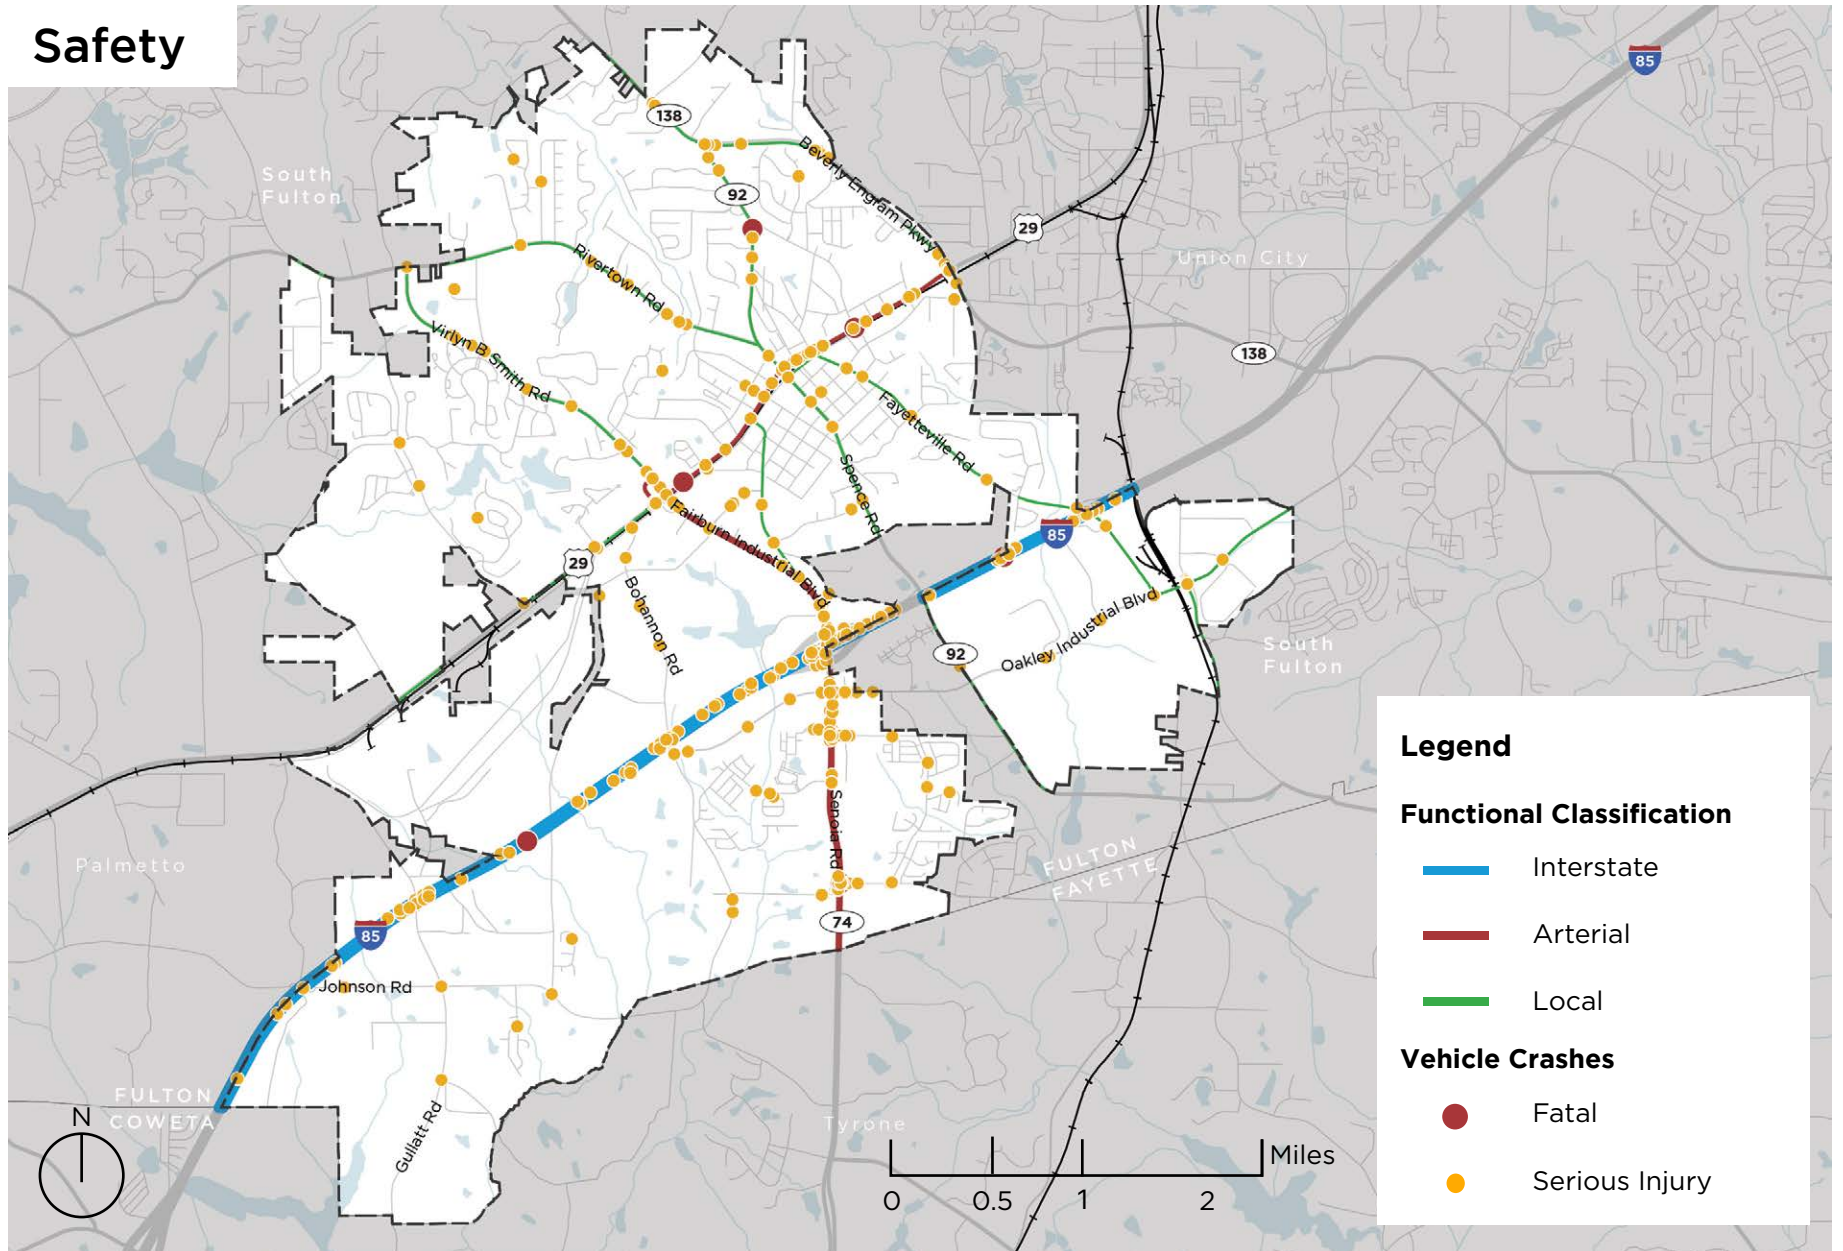 Safety
85
138
South
Fulton
Beverly Engram Pkwy
92
29
Union City
Rivertown Rd
138
Virlyn B Smith Rd
Fayetteville Rd
Spence Rd
Fairburn Industrial Blvd
85
29
Bohannon Rd
Oakley Industrial Blvd
92
South
Fulton
Senoia Rd
FULTON
FAYETTE
Palmetto
74
85
Johnson Rd
FULTON
COWETA
Gullatt Rd
Tyrone
N
Miles
0
0.5
1
2
Legend
Functional Classification
Interstate
Arterial
Local
Vehicle Crashes
Fatal
Serious Injury